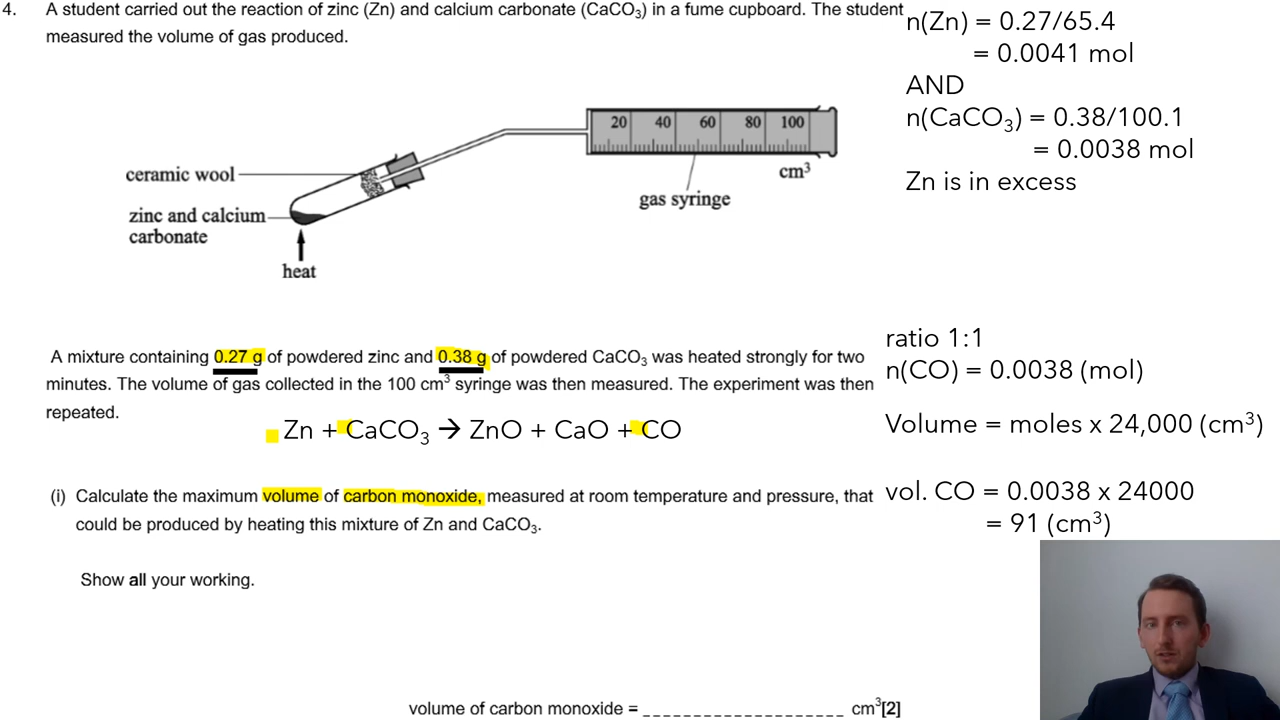 4. A student carried out the reaction of zinc (Zn) and calcium carbonate (CaCO₃) in a fume cupboard. The student
measured the volume of gas produced.
n(Zn) = 0.27/65.4
= 0.0041 mol
AND
n(CaCO₃) = 0.38/100.1
= 0.0038 mol
Zn is in excess
20 40 60 80 100
cm³
gas syringe
ceramic wool
zinc and calcium
carbonate
heat
A mixture containing 0.27 g of powdered zinc and 0.38 g of powdered CaCO₃ was heated strongly for two
minutes. The volume of gas collected in the 100 cm³ syringe was then measured. The experiment was then
repeated.
Zn + CaCO₃ → ZnO + CaO + CO
ratio 1:1
n(CO) = 0.0038 (mol)
Volume = moles x 24,000 (cm³)
(i) Calculate the maximum volume of carbon monoxide, measured at room temperature and pressure, that
could be produced by heating this mixture of Zn and CaCO₃.
vol. CO = 0.0038 x 24000
= 91 (cm³)
Show all your working.
volume of carbon monoxide = ____________________ cm³[2]